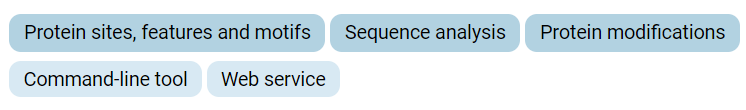 Protein sites, features and motifs Sequence analysis Protein modifications
Command-line tool Web service